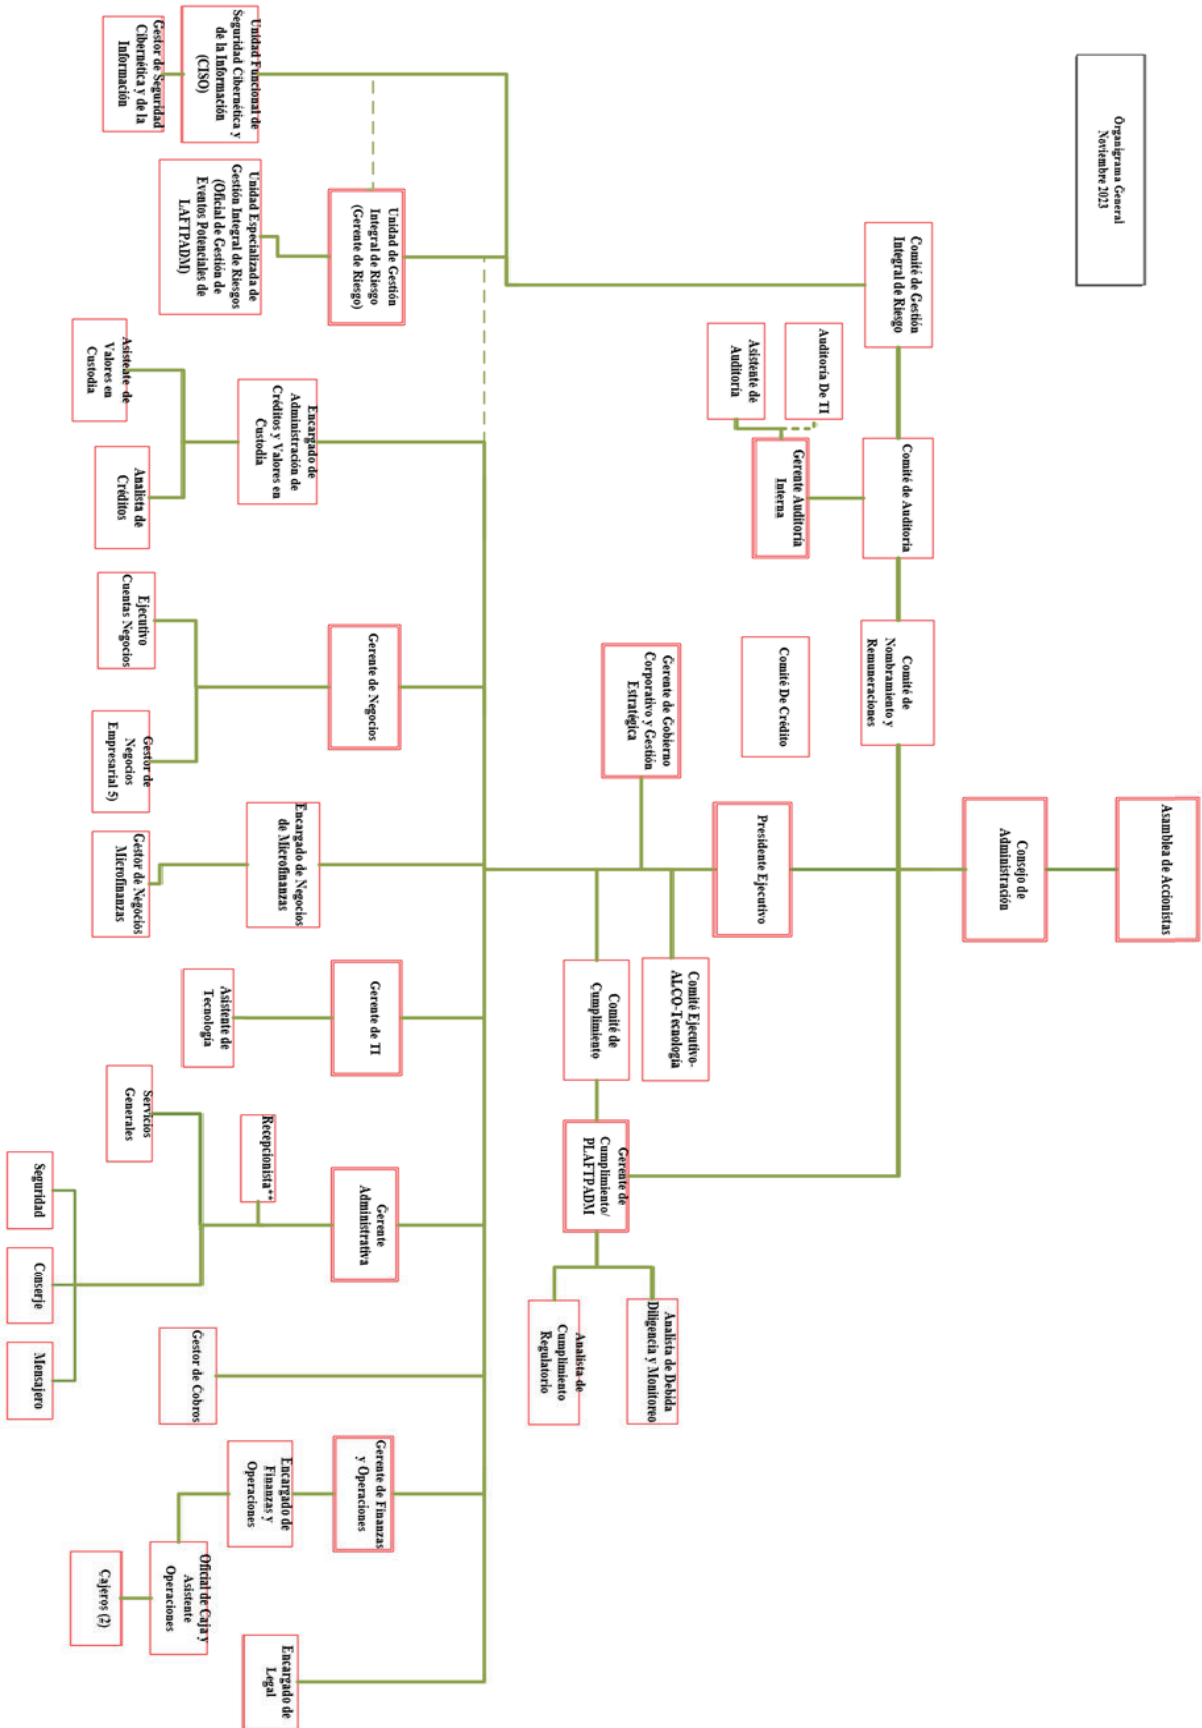 Organigrama General
Noviembre 2023
Asamblea de Accionistas
Consejo de
Administración
Comité de Gestión
Integral de Riesgo
Comité de Auditoría
Comité de
Nombramiento y
Remuneraciones
Auditoría De TI
Asistente de
Auditoría
Gerente Auditoría
Interna
Comité De Crédito
Presidente Ejecutivo
Gerente de Gobierno
Corporativo y Gestión
Estratégica
Comité Ejecutivo-
ALCO-Tecnología
Comité de
Cumplimiento
Gerente de
Cumplimiento/
PLAFTPADM
Analista de Debida
Diligencia y Monitoreo
Analista de
Cumplimiento
Regulatorio
Unidad Funcional de
Seguridad Cibernética y
de la Información
(CISO)
Gestor de Seguridad
Cibernética y de la
Información
Unidad de Gestión
Integral de Riesgo
(Gerente de Riesgo)
Unidad Especializada de
Gestión Integral de Riesgos
(Oficial de Gestión de
Eventos Potenciales de
LAFTPADM)
Encargado de
Administración de
Créditos y Valores en
Custodia
Asistente de
Valores en
Custodia
Analista de
Créditos
Gerente de Negocios
Ejecutivo
Cuentas Negocios
Gestor de
Negocios
Empresarial 5)
Encargado de Negocios
de Microfinanzas
Gestor de Negocios
Microfinanzas
Gerente de TI
Asistente de
Tecnología
Gerente
Administrativa
Recepcionista**
Servicios
Generales
Seguridad
Conserje
Mensajero
Gestor de Cobros
Gerente de Finanzas
y Operaciones
Encargado de
Finanzas y
Operaciones
Oficial de Caja y
Asistente
Operaciones
Cajeros (2)
Encargado de
Legal